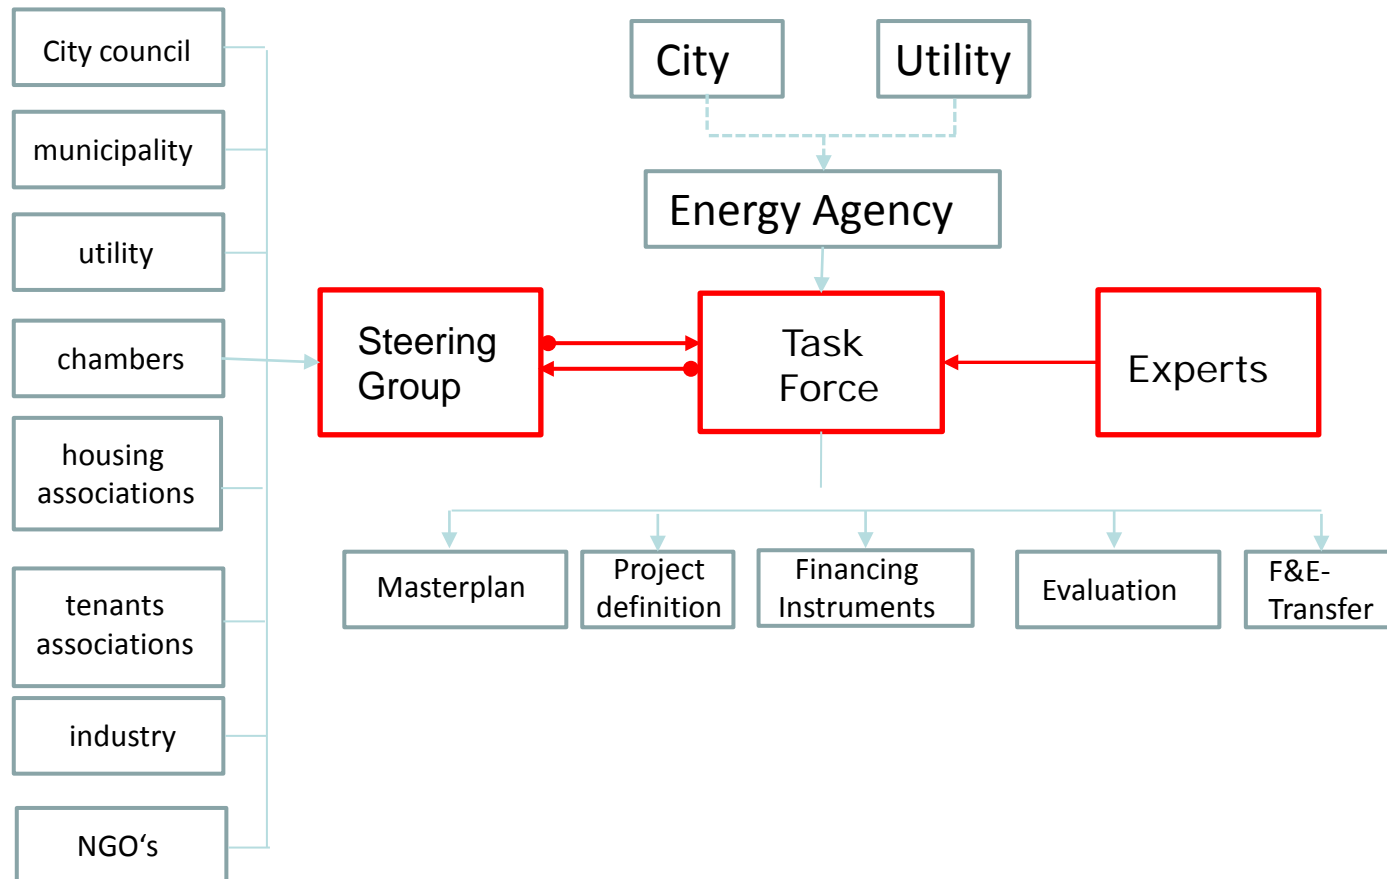 City council
municipality
utility
chambers
housing
associations
tenants
associations
industry
NGO‘s
City
Utility
Energy Agency
Steering
Group
Task
Force
Experts
Masterplan
Project
definition
Financing
Instruments
Evaluation
F&E-
Transfer